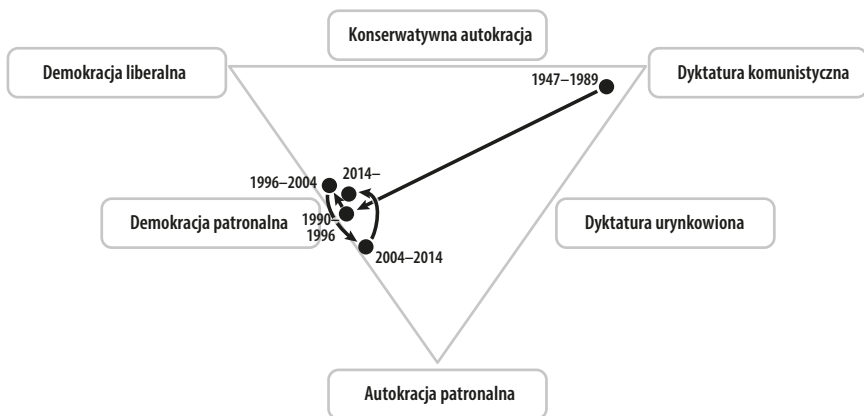 Konserwatywna autokracja
Demokracja liberalna
Dyktatura komunistyczna
1947–1989
2014–
1996–2004
Demokracja patronalna
1990–
1996
Dyktatura urynkowiona
2004–2014
Autokracja patronalna